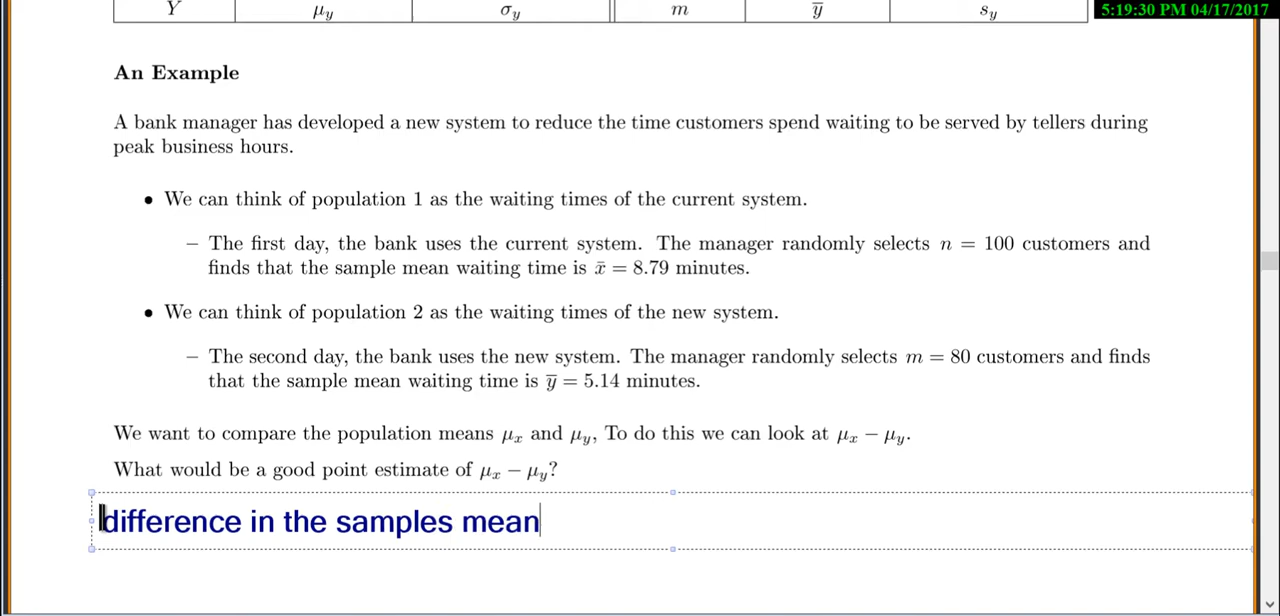 Y μy σy m y̅ sy 5:19:30 PM 04/17/2017
An Example
A bank manager has developed a new system to reduce the time customers spend waiting to be served by tellers during
peak business hours.
• We can think of population 1 as the waiting times of the current system.
– The first day, the bank uses the current system. The manager randomly selects n = 100 customers and
finds that the sample mean waiting time is x̅ = 8.79 minutes.
• We can think of population 2 as the waiting times of the new system.
– The second day, the bank uses the new system. The manager randomly selects m = 80 customers and finds
that the sample mean waiting time is y̅ = 5.14 minutes.
We want to compare the population means μx and μy, To do this we can look at μx − μy.
What would be a good point estimate of μx − μy?
difference in the samples mean